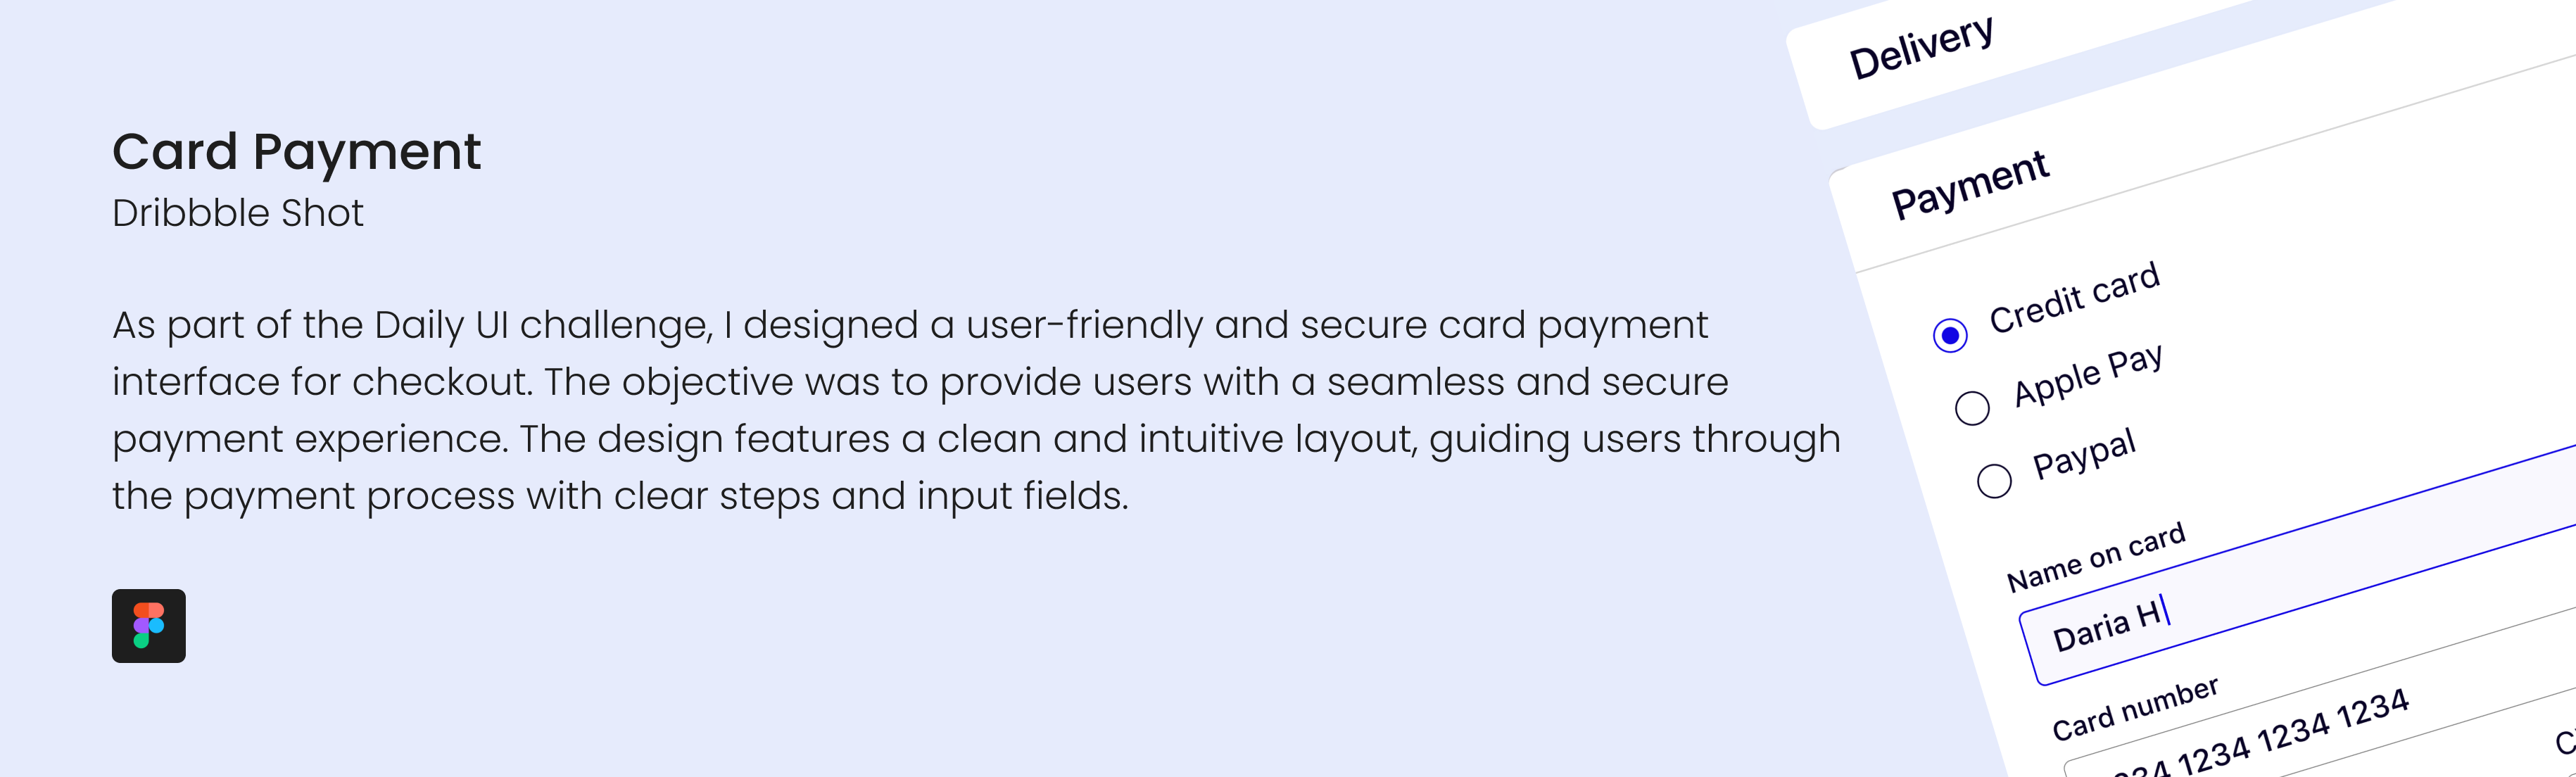 Card Payment
Dribbble Shot
As part of the Daily UI challenge, I designed a user-friendly and secure card payment
interface for checkout. The objective was to provide users with a seamless and secure
payment experience. The design features a clean and intuitive layout, guiding users through
the payment process with clear steps and input fields.
Delivery
Payment
Credit card
Apple Pay
Paypal
Name on card
Daria H
Card number
1234 1234 1234